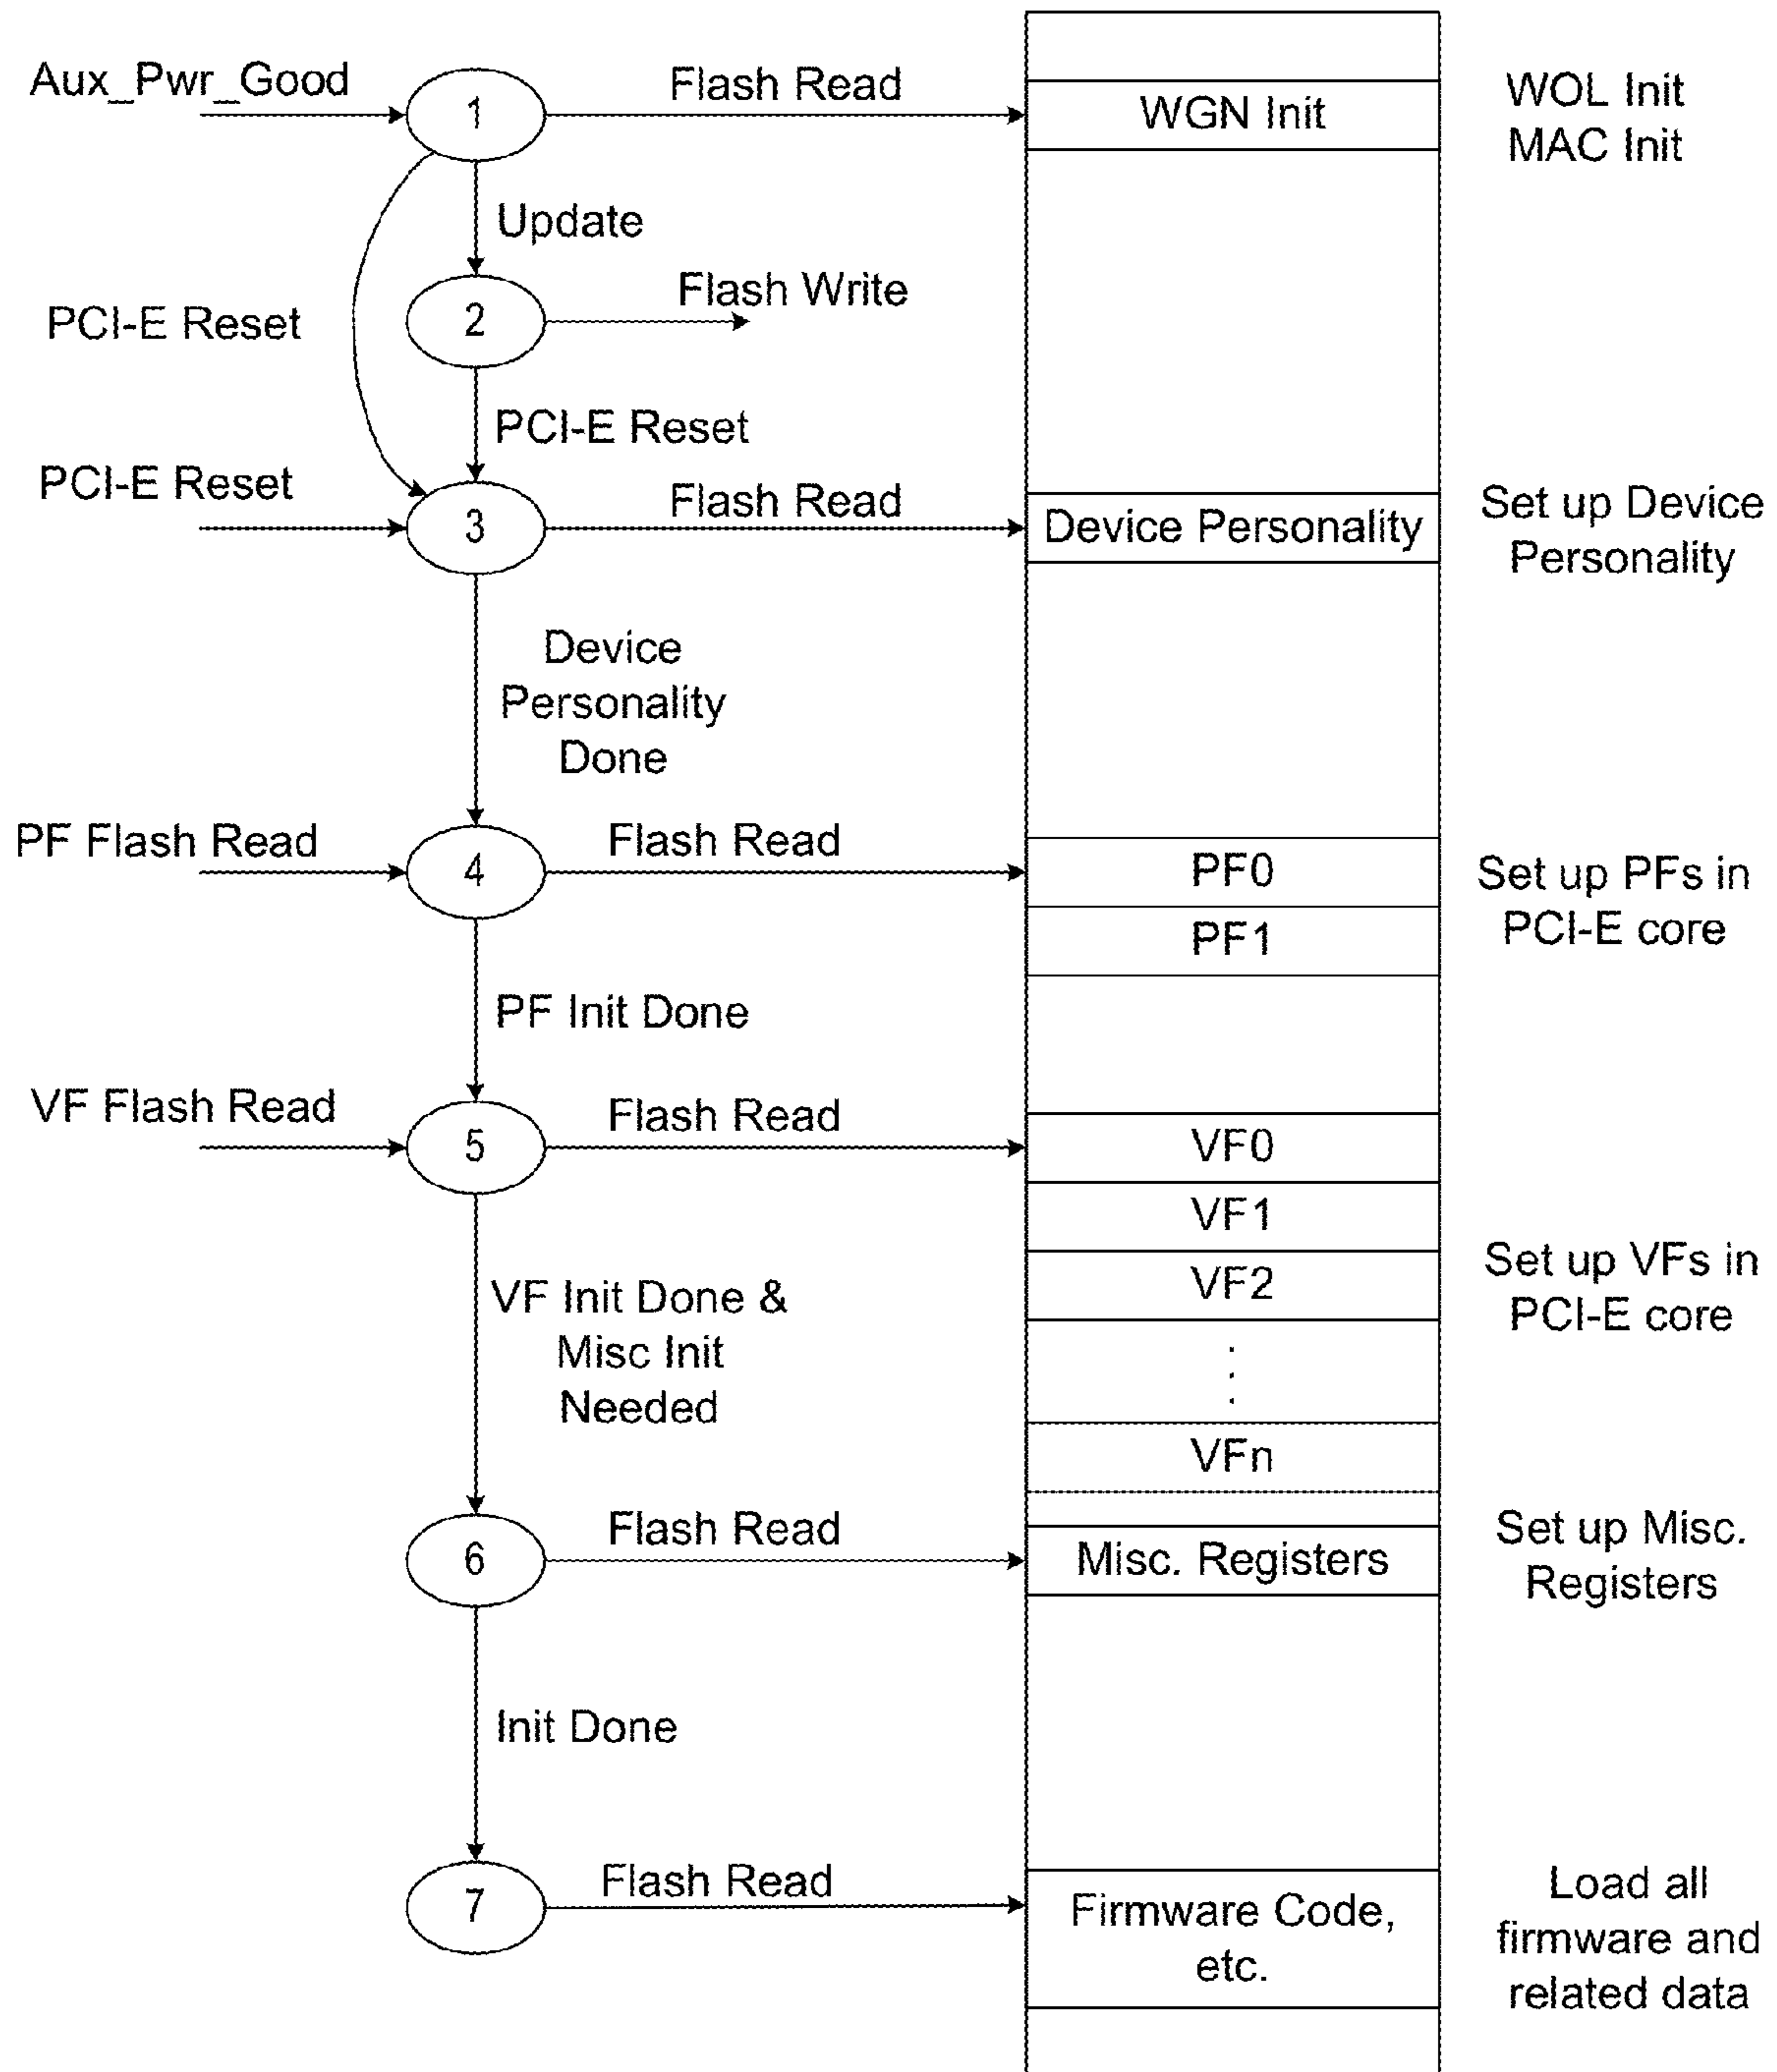 Aux_Pwr_Good
1
Flash Read
WGN Init
WOL Init
MAC Init
Update
PCI-E Reset
2
Flash Write
PCI-E Reset
PCI-E Reset
3
Flash Read
Device Personality
Set up Device
Personality
Device
Personality
Done
PF Flash Read
4
Flash Read
PF0
PF1
Set up PFs in
PCI-E core
PF Init Done
VF Flash Read
5
Flash Read
VF0
VF1
VF2
VFn
Set up VFs in
PCI-E core
VF Init Done &
Misc Init
Needed
6
Flash Read
Misc. Registers
Set up Misc.
Registers
Init Done
7
Flash Read
Firmware Code,
etc.
Load all
firmware and
related data